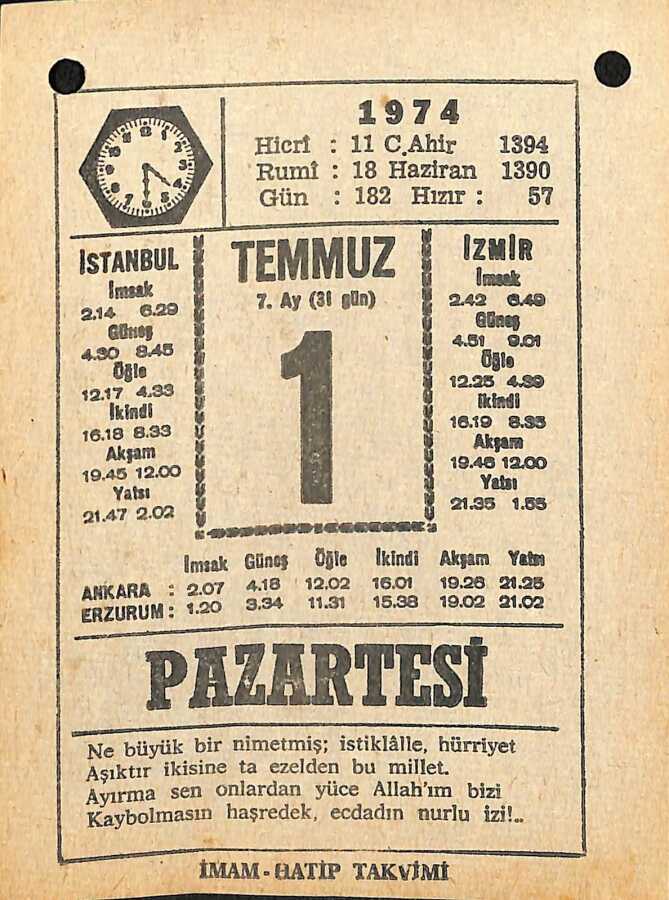 1974
Hicrî : 11 C.Ahir 1394
Rumî : 18 Haziran 1390
Gün : 182 Hızır : 57
İSTANBUL
İmsak
2.14 6.29
Güneş
4.30 8.45
Öğle
12.17 4.33
İkindi
16.18 8.33
Akşam
19.45 12.00
Yatsı
21.47 2.02
TEMMUZ
7. Ay (31 gün)
1
İZMİR
İmsak
2.42 6.49
Güneş
4.51 9.01
Öğle
12.25 4.39
İkindi
16.19 8.35
Akşam
19.46 12.00
Yatsı
21.35 1.55
İmsak Güneş Öğle İkindi Akşam Yatsı
ANKARA : 2.07 4.18 12.02 16.01 19.26 21.25
ERZURUM : 1.20 3.34 11.31 15.38 19.02 21.02
PAZARTESİ
Ne büyük bir nimetmiş; istiklâlle, hürriyet
Aşıktır ikisine ta ezelden bu millet.
Ayırma sen onlardan yüce Allah'ım bizi
Kaybolmasın haşredek, ecdadın nurlu izi!..
İMAM - HATİP TAKVİMİ